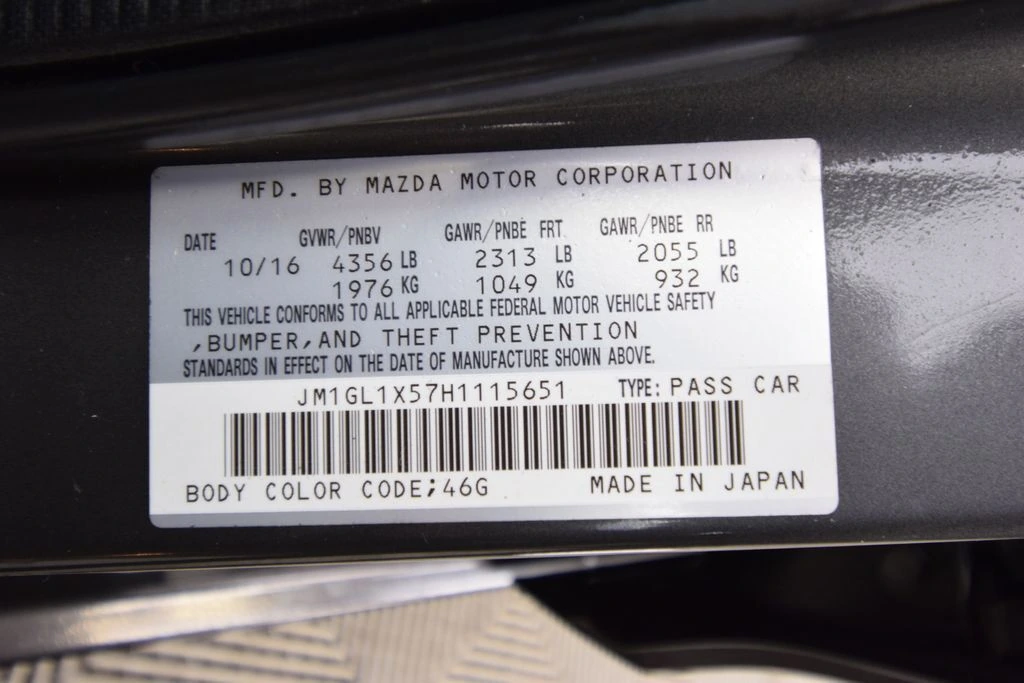 MFD. BY MAZDA MOTOR CORPORATION
DATE GVWR/PNBV GAWR/PNBE FRT GAWR/PNBE RR
10/16 4356 LB 2313 LB 2055 LB
1976 KG 1049 KG 932 KG
THIS VEHICLE CONFORMS TO ALL APPLICABLE FEDERAL MOTOR VEHICLE SAFETY
,BUMPER,AND THEFT PREVENTION
STANDARDS IN EFFECT ON THE DATE OF MANUFACTURE SHOWN ABOVE.
JM1GL1X57H1115651 TYPE: PASS CAR
BODY COLOR CODE;46G MADE IN JAPAN